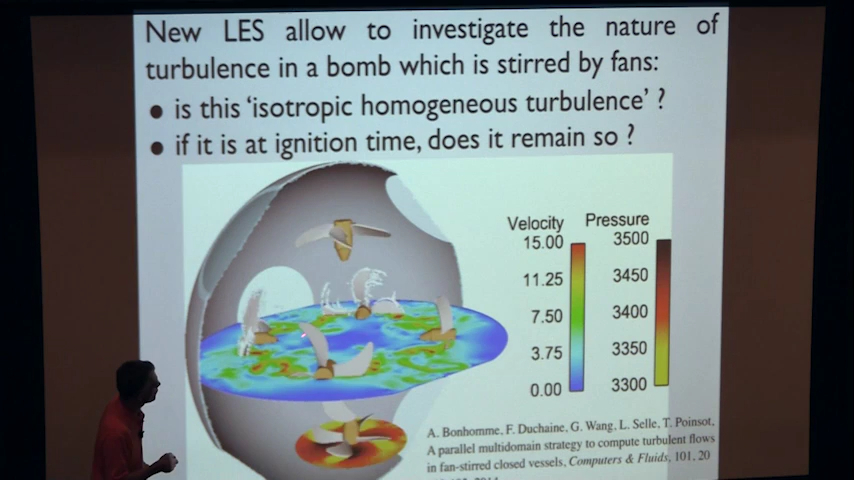 New LES allow to investigate the nature of
turbulence in a bomb which is stirred by fans:
• is this 'isotropic homogeneous turbulence' ?
• if it is at ignition time, does it remain so ?
Velocity Pressure
15.00 3500
11.25 3450
7.50 3400
3.75 3350
0.00 3300
A. Bonhomme, F. Duchaine, G. Wang, L. Selle, T. Poinsot,
A parallel multidomain strategy to compute turbulent flows
in fan-stirred closed vessels, Computers & Fluids, 101, 20